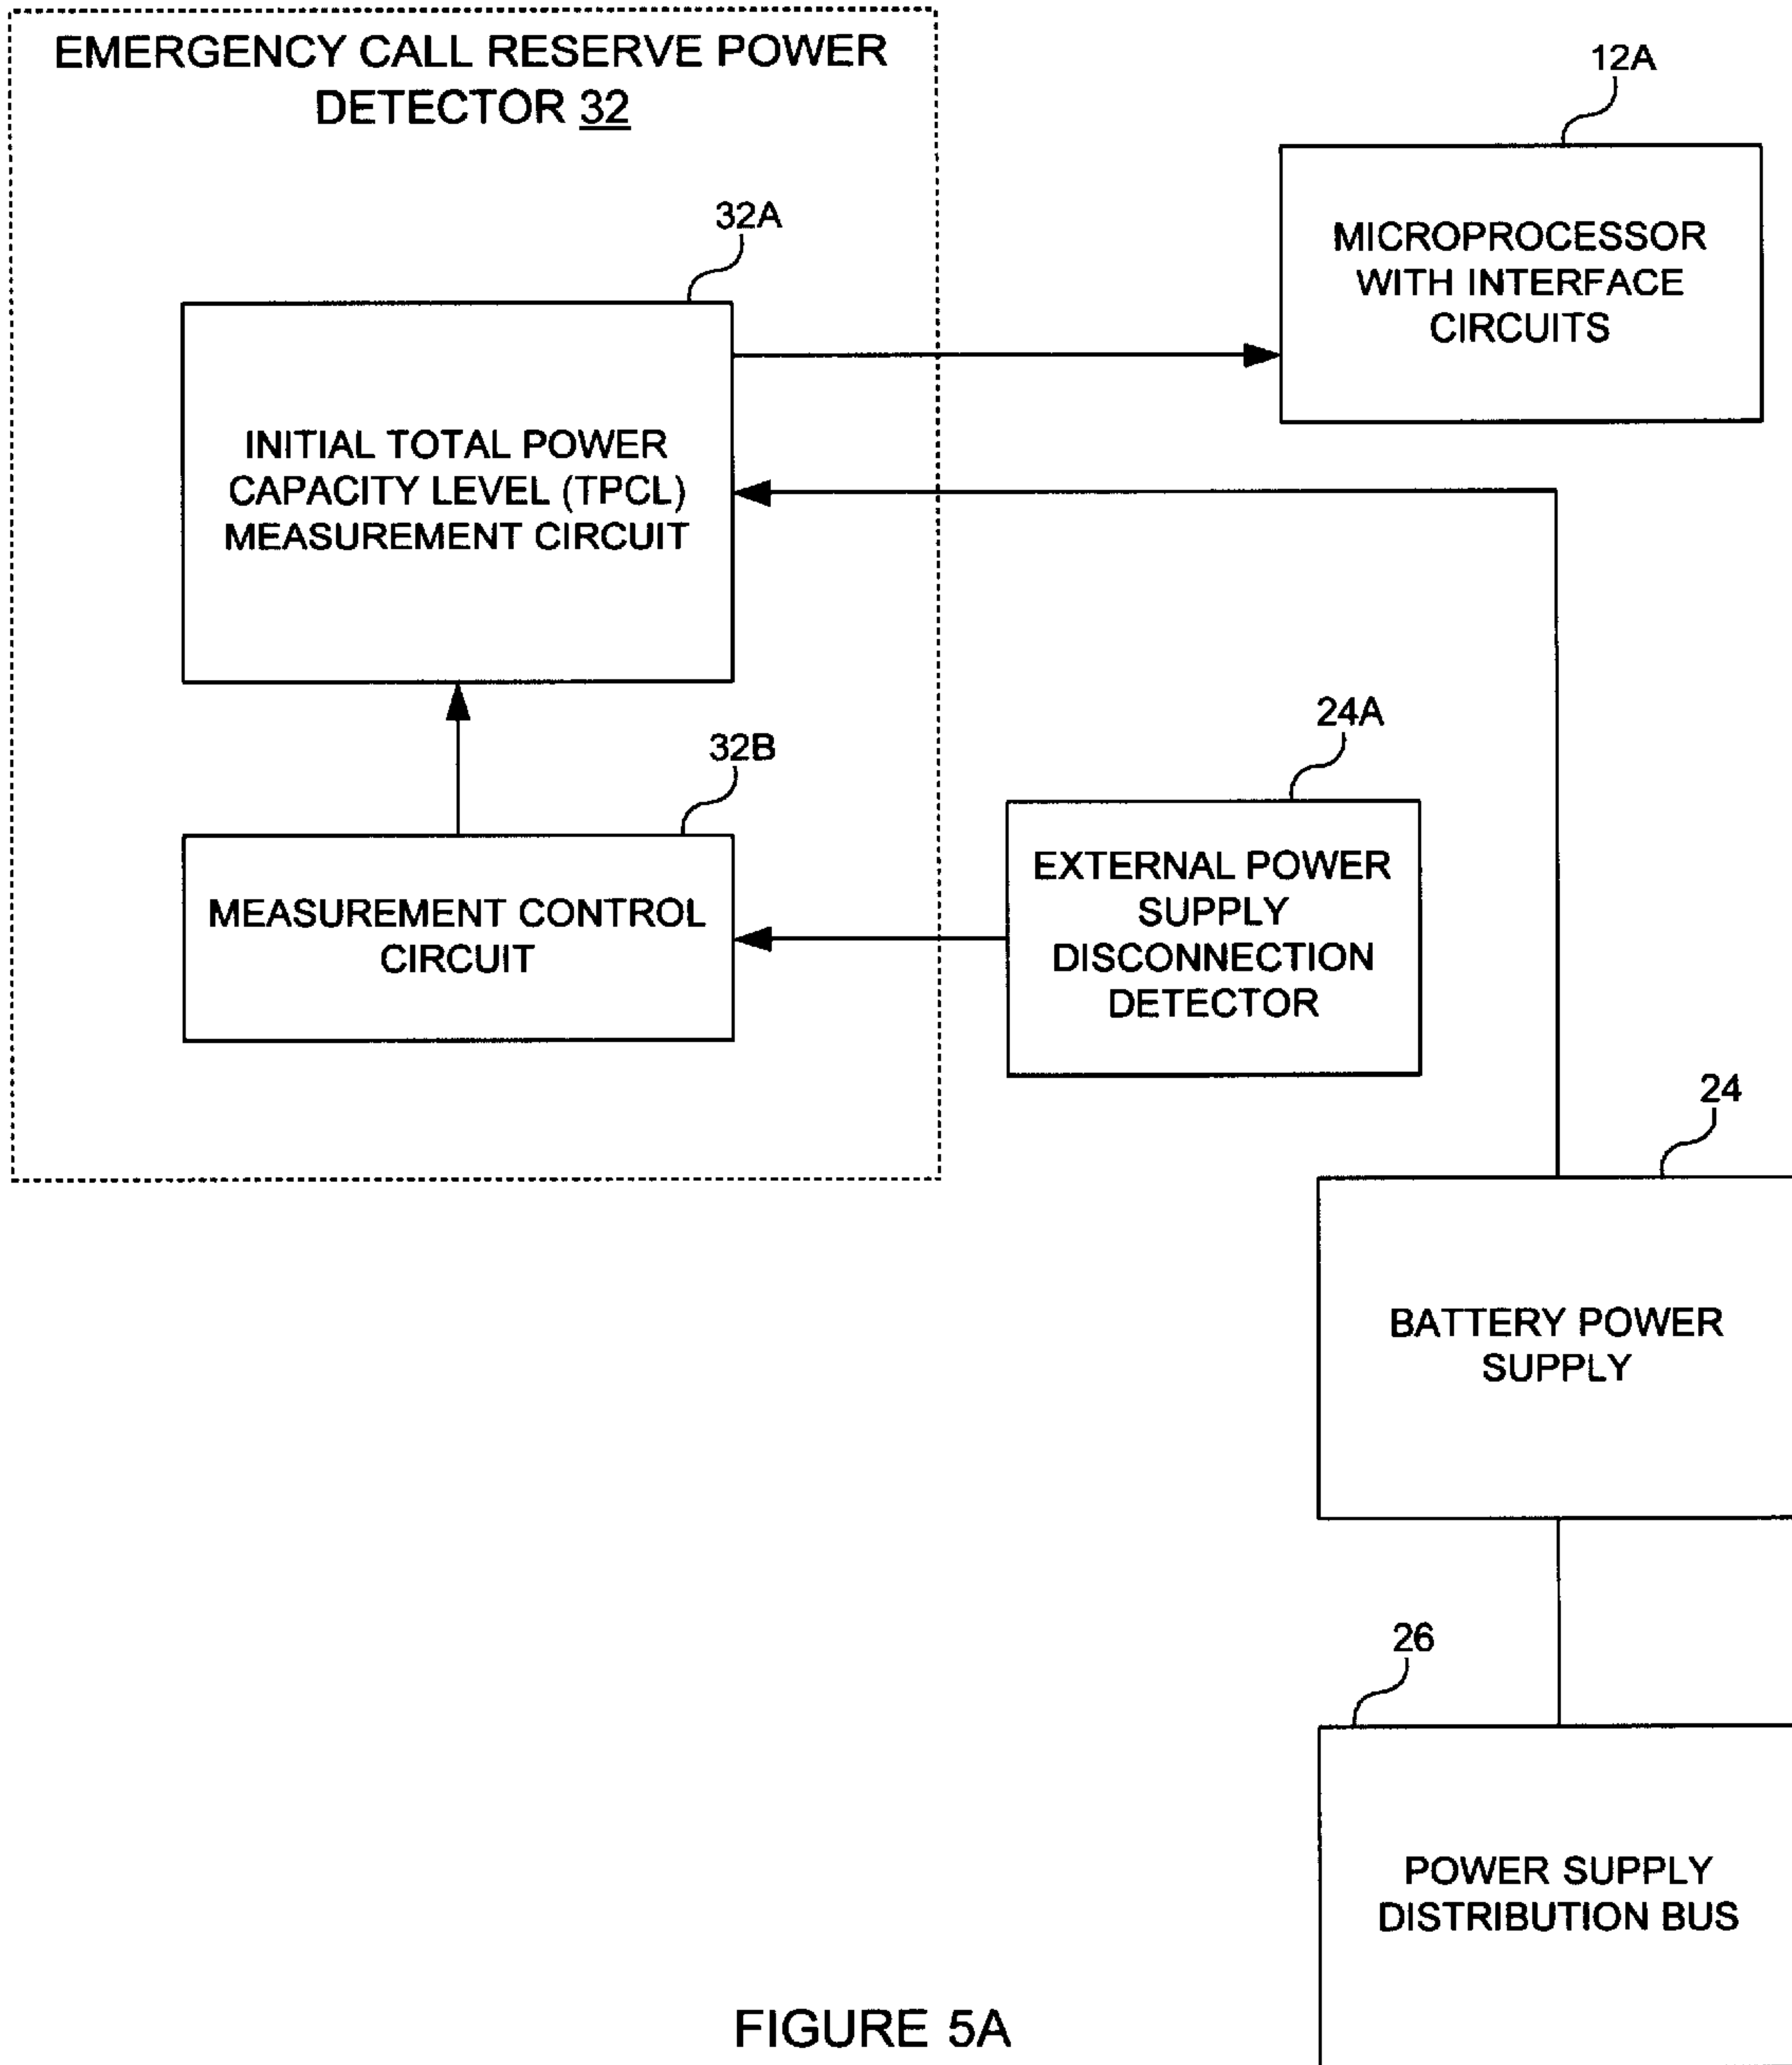 EMERGENCY CALL RESERVE POWER
DETECTOR 32
12A
MICROPROCESSOR
WITH INTERFACE
CIRCUITS
32A
INITIAL TOTAL POWER
CAPACITY LEVEL (TPCL)
MEASUREMENT CIRCUIT
24A
EXTERNAL POWER
SUPPLY
DISCONNECTION
DETECTOR
32B
MEASUREMENT CONTROL
CIRCUIT
24
BATTERY POWER
SUPPLY
26
POWER SUPPLY
DISTRIBUTION BUS
FIGURE 5A